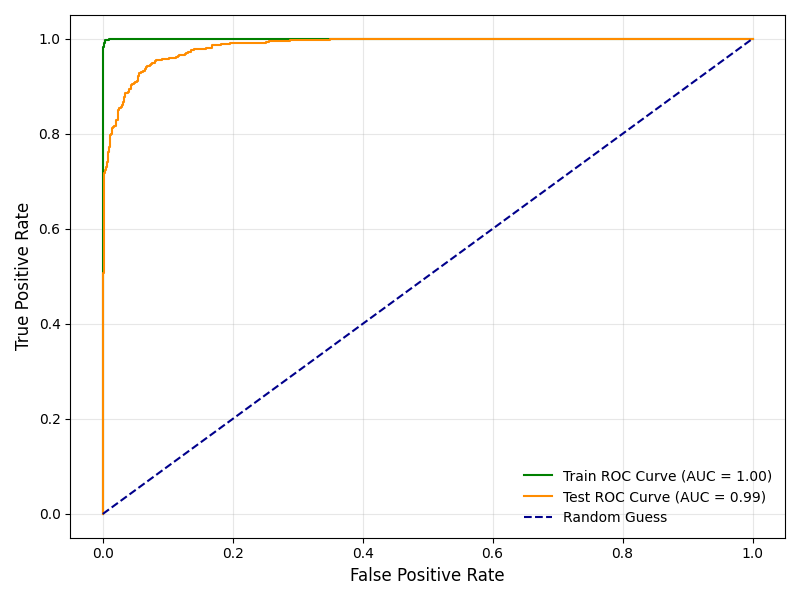 1.0
0.8
0.6
0.4
0.2
0.0
True Positive Rate
Train ROC Curve (AUC = 1.00)
Test ROC Curve (AUC = 0.99)
Random Guess
0.0 0.2 0.4 0.6 0.8 1.0
False Positive Rate